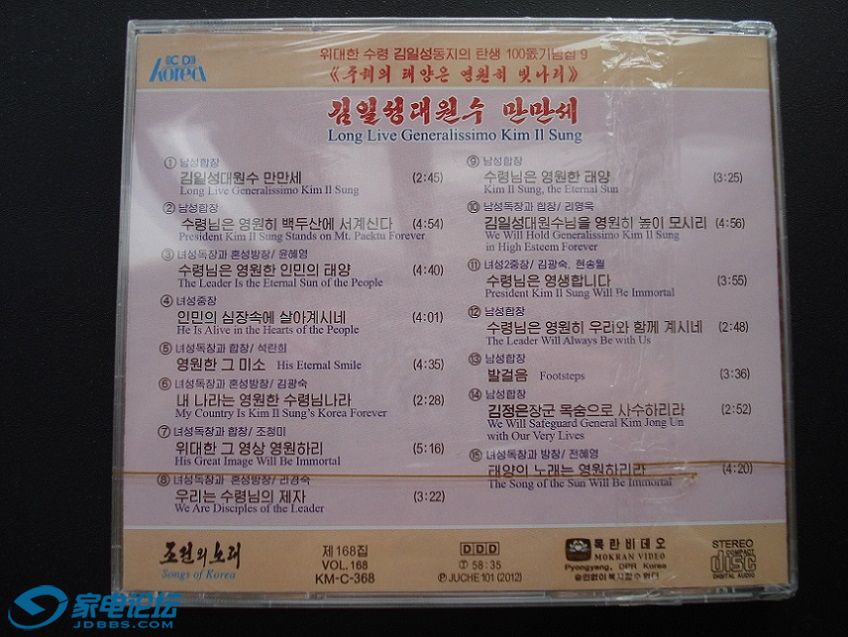 CD
Korea
위대한 수령 김일성동지의 탄생 100돐기념집 9
《주체의 태양은 영원히 빛나리》
김일성대원수 만만세
Long Live Generalissimo Kim Il Sung
① 남성합창
김일성대원수 만만세 (2:45)
Long Live Generalissimo Kim Il Sung
② 남성합창
수령님은 영원히 백두산에 서계신다 (4:54)
President Kim Il Sung Stands on Mt. Paektu Forever
③ 녀성독창과 혼성방창/ 윤혜영
수령님은 영원한 인민의 태양 (4:40)
The Leader Is the Eternal Sun of the People
④ 녀성중창
인민의 심장속에 살아계시네 (4:01)
He Is Alive in the Hearts of the People
⑤ 녀성독창과 합창/ 석란희
영원한 그 미소 His Eternal Smile (4:35)
⑥ 녀성독창과 혼성방창/ 김광숙
내 나라는 영원한 수령님나라 (2:28)
My Country Is Kim Il Sung's Korea Forever
⑦ 녀성독창과 합창/ 조청미
위대한 그 영상 영원하리 (5:16)
His Great Image Will Be Immortal
⑧ 녀성독창과 혼성방창/ 리경숙
우리는 수령님의 제자 (3:22)
We Are Disciples of the Leader
⑨ 남성합창
수령님은 영원한 태양 (3:25)
Kim Il Sung, the Eternal Sun
⑩ 남성독창과 합창/ 리영욱
김일성대원수님을 영원히 높이 모시리 (4:56)
We Will Hold Generalissimo Kim Il Sung
in High Esteem Forever
⑪ 녀성2중창/ 김광숙, 현송월
수령님은 영생합니다 (3:55)
President Kim Il Sung Will Be Immortal
⑫ 남성합창
수령님은 영원히 우리와 함께 계시네 (2:48)
The Leader Will Always Be with Us
⑬ 남성합창
발걸음 Footsteps (3:36)
⑭ 남성합창
김정은장군 목숨으로 사수하리라 (2:52)
We Will Safeguard General Kim Jong Un
with Our Very Lives
⑮ 녀성독창과 방창/ 전혜영
태양의 노래는 영원하리라 (4:20)
The Song of the Sun Will Be Immortal
조선의 노래
Songs of Korea
제168집
VOL. 168
KM-C-368
DDD
① 58:35
Ⓟ JUCHE 101 (2012)
목란비데오
MOKRAN VIDEO
Pyongyang, DPR Korea
승인없이 복제할수 없다
STEREO
COMPACT
disc
DIGITAL AUDIO
家电论坛
JDBBS.COM